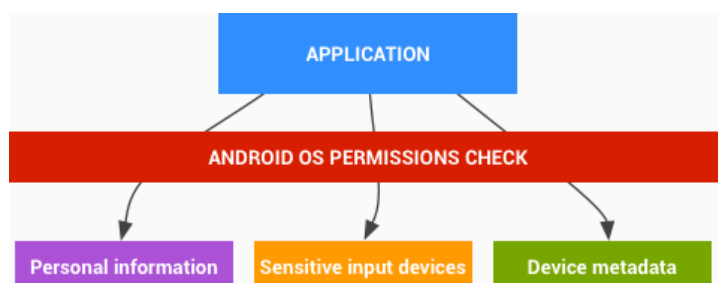 APPLICATION
ANDROID OS PERMISSIONS CHECK
Personal information
Sensitive input devices
Device metadata